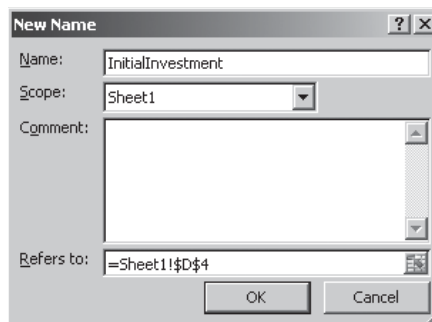 New Name
Name: InitialInvestment
Scope: Sheet1
Comment:
Refers to: =Sheet1!$D$4
OK Cancel